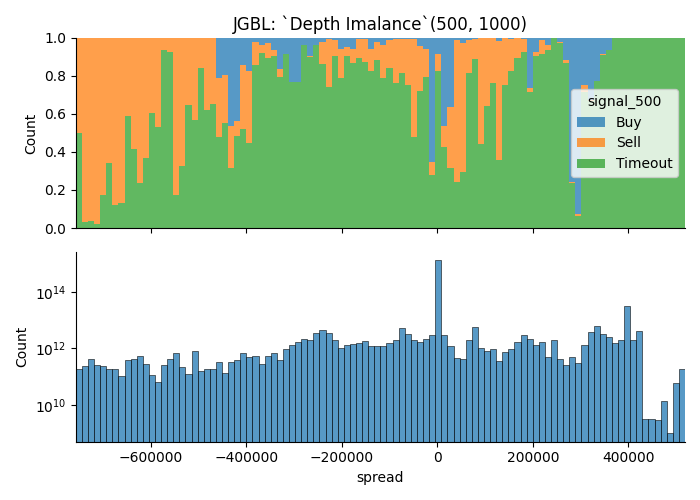 JGBL: `Depth Imalance`(500, 1000)
1.0
0.8
0.6
0.4
0.2
0.0
Count
signal_500
Buy
Sell
Timeout
10^14
10^12
10^10
Count
−600000 −400000 −200000 0 200000 400000
spread